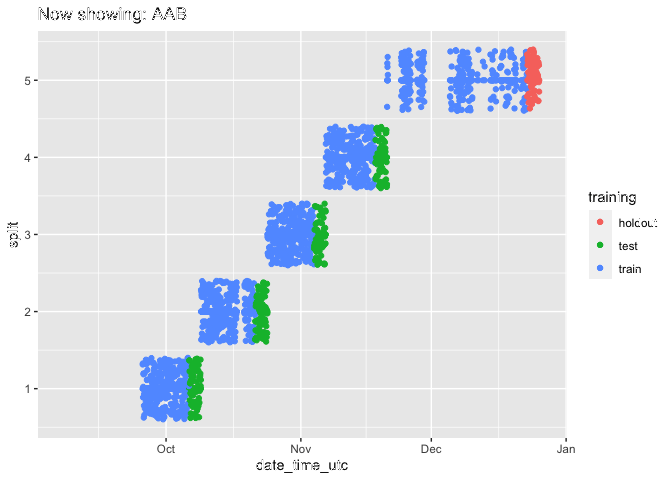 Now showing: AAB
5
4
3
2
1
split
Oct
Nov
Dec
Jan
date_time_utc
training
holdout
test
train